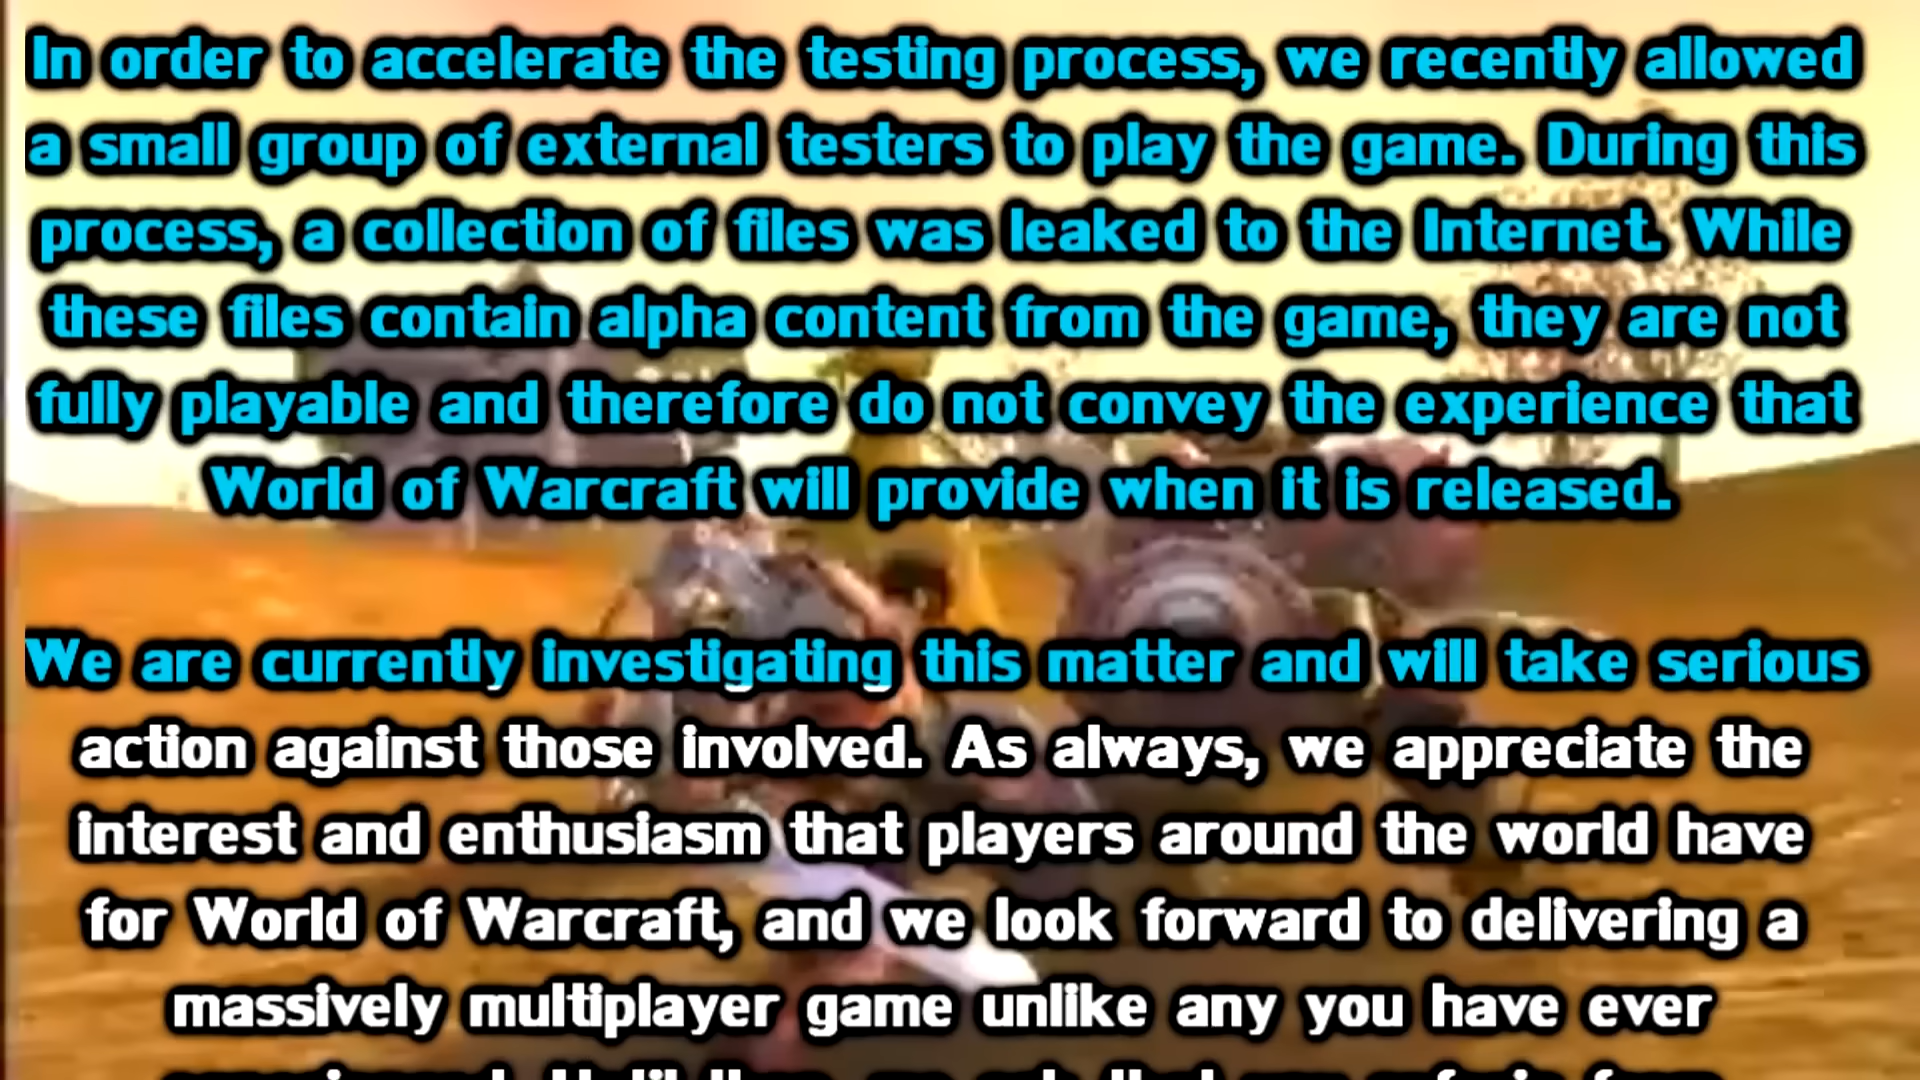 In order to accelerate the testing process, we recently allowed
a small group of external testers to play the game. During this
process, a collection of files was leaked to the Internet. While
these files contain alpha content from the game, they are not
fully playable and therefore do not convey the experience that
World of Warcraft will provide when it is released.
We are currently investigating this matter and will take serious
action against those involved. As always, we appreciate the
interest and enthusiasm that players around the world have
for World of Warcraft, and we look forward to delivering a
massively multiplayer game unlike any you have ever